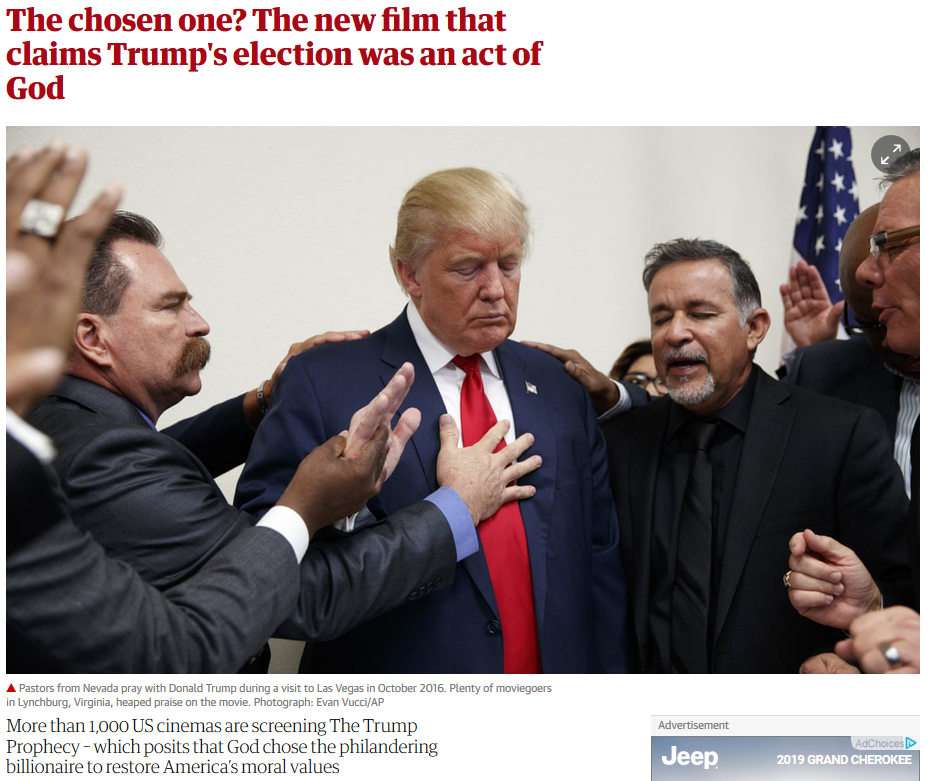 The chosen one? The new film that
claims Trump's election was an act of
God
Pastors from Nevada pray with Donald Trump during a visit to Las Vegas in October 2016. Plenty of moviegoers
in Lynchburg, Virginia, heaped praise on the movie. Photograph: Evan Vucci/AP
More than 1,000 US cinemas are screening The Trump
Prophecy – which posits that God chose the philandering
billionaire to restore America's moral values
Advertisement
AdChoices
Jeep
2019 GRAND CHEROKEE